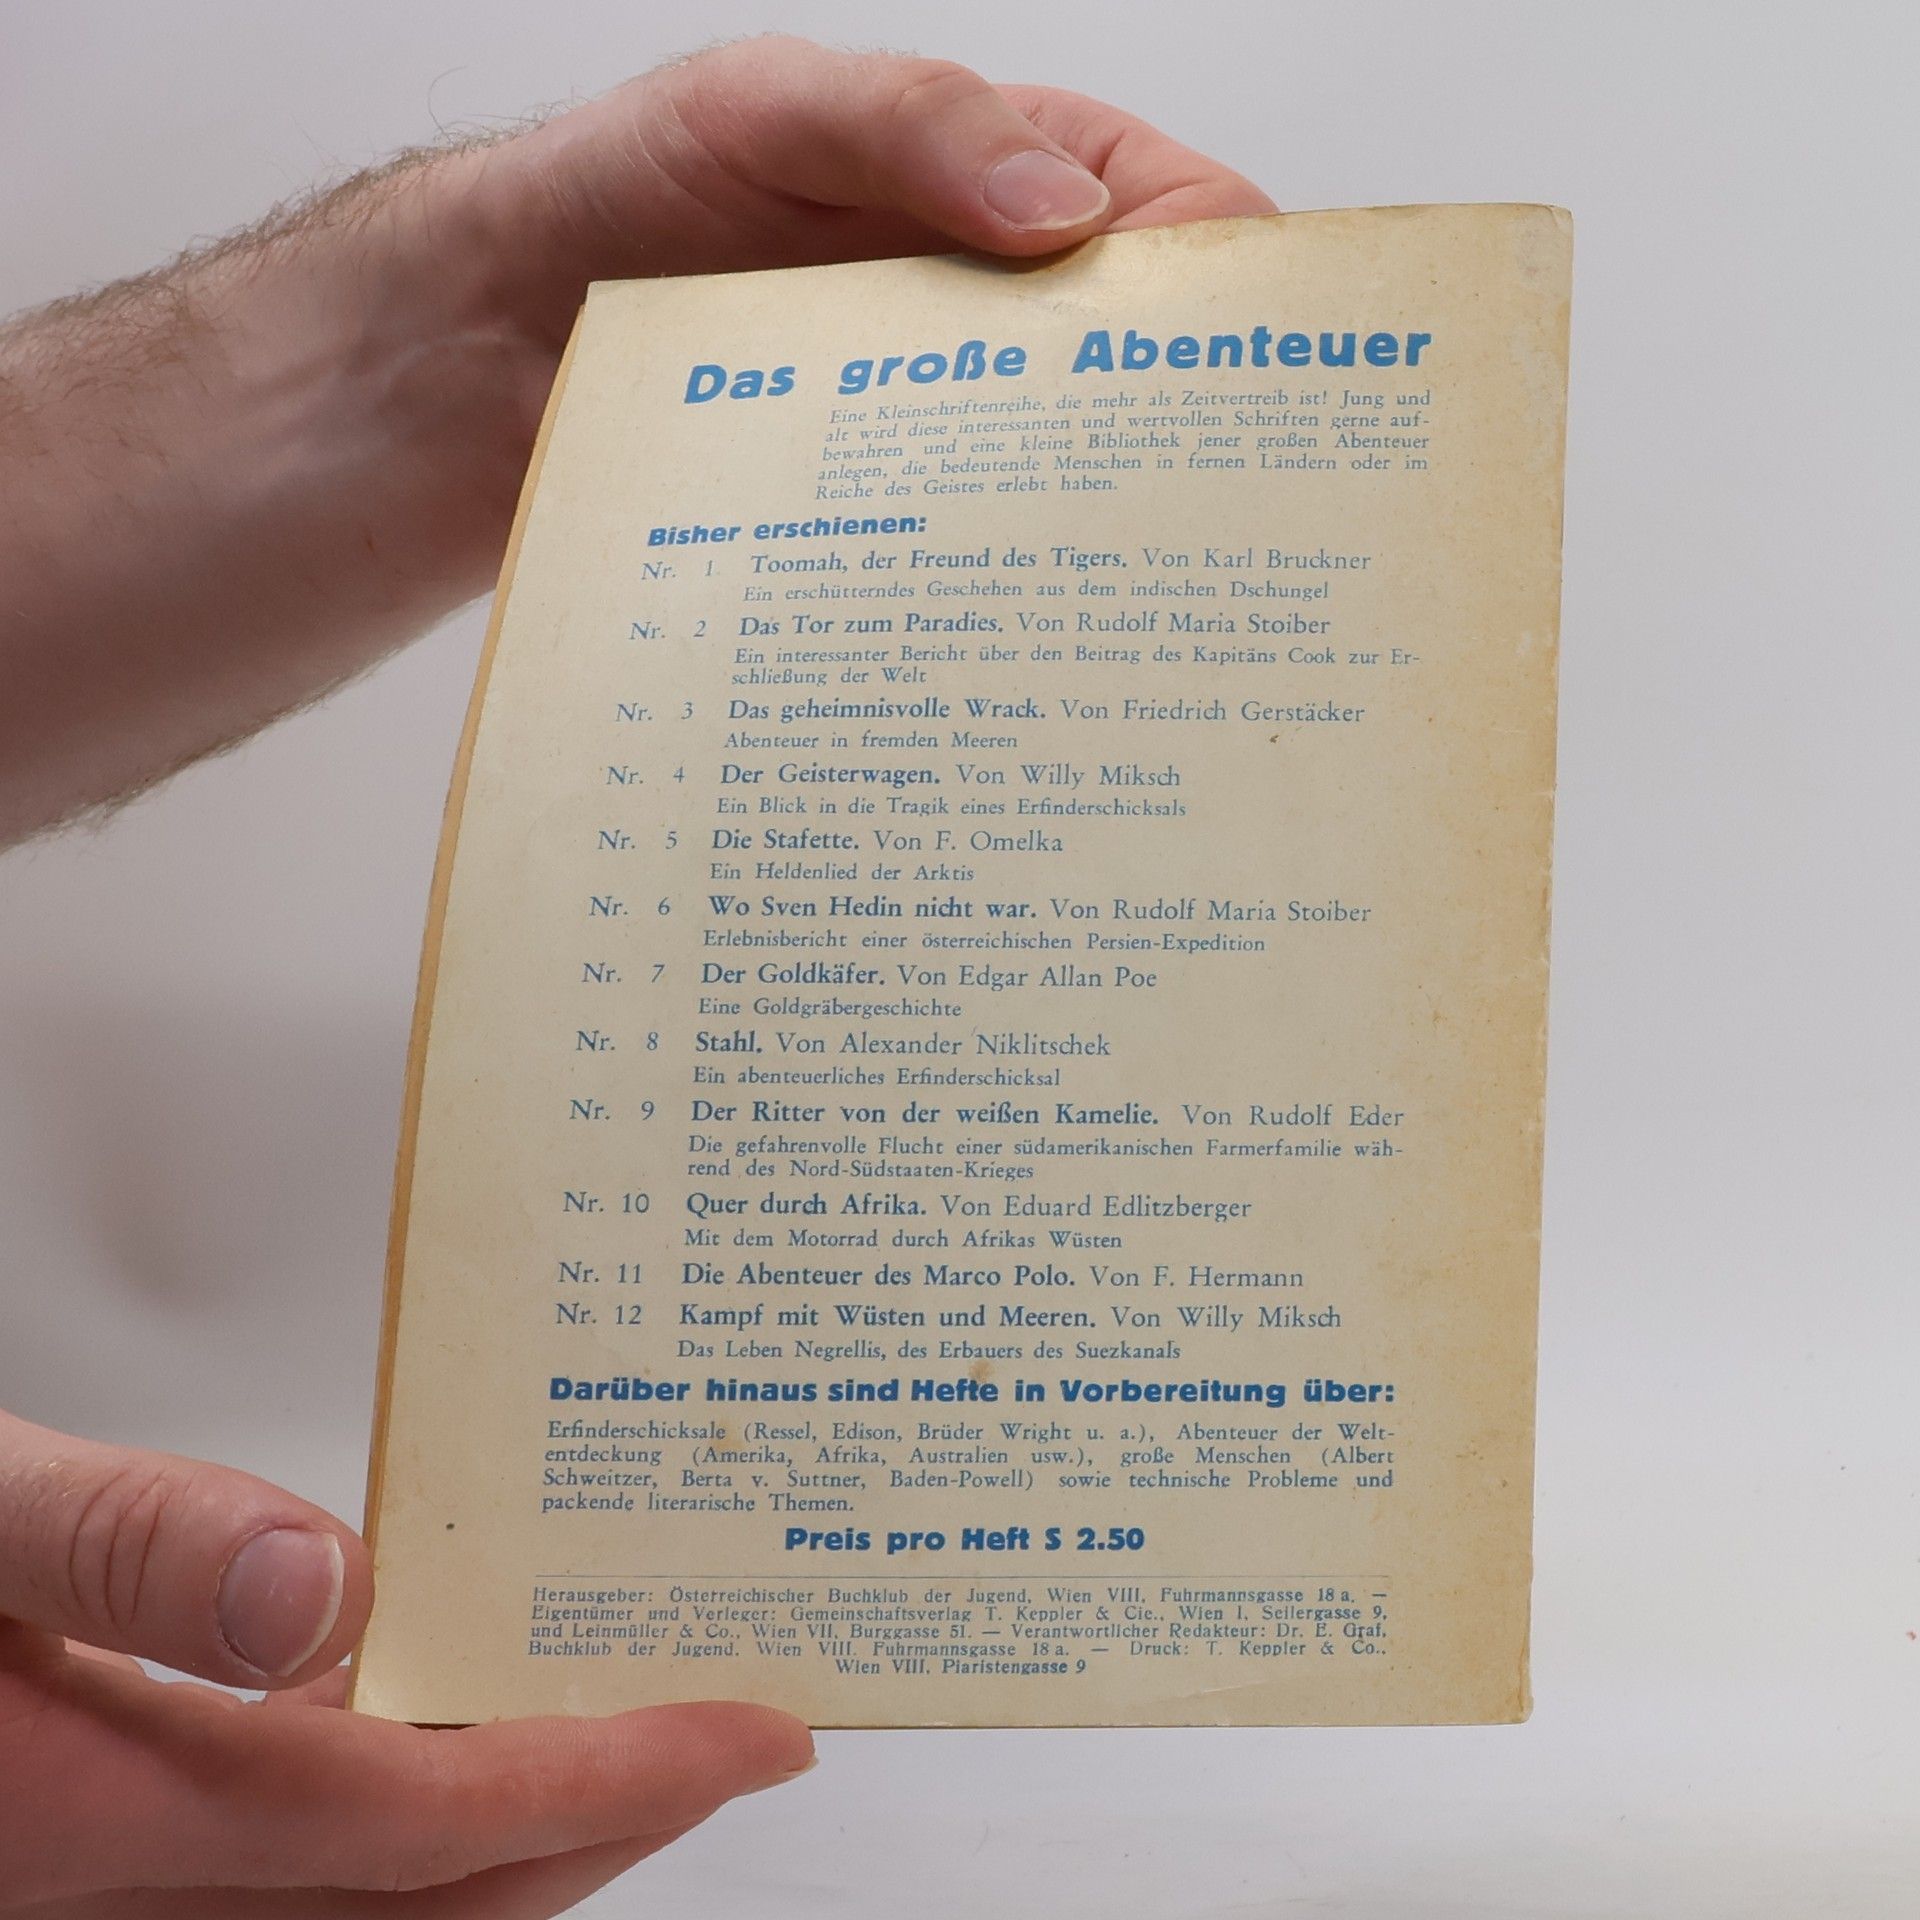 Das große Abenteuer
Eine Kleinschriftenreihe, die mehr als Zeitvertreib ist! Jung und
alt wird diese interessanten und wertvollen Schriften gerne auf-
bewahren und eine kleine Bibliothek jener großen Abenteuer
anlegen, die bedeutende Menschen in fernen Ländern oder im
Reiche des Geistes erlebt haben.
Bisher erschienen:
Nr. 1 Toomah, der Freund des Tigers. Von Karl Bruckner
Ein erschütterndes Geschehen aus dem indischen Dschungel
Nr. 2 Das Tor zum Paradies. Von Rudolf Maria Stoiber
Ein interessanter Bericht über den Beitrag des Kapitäns Cook zur Er-
schließung der Welt
Nr. 3 Das geheimnisvolle Wrack. Von Friedrich Gerstäcker
Abenteuer in fremden Meeren
Nr. 4 Der Geisterwagen. Von Willy Miksch
Ein Blick in die Tragik eines Erfinderschicksals
Nr. 5 Die Stafette. Von F. Omelka
Ein Heldenlied der Arktis
Nr. 6 Wo Sven Hedin nicht war. Von Rudolf Maria Stoiber
Erlebnisbericht einer österreichischen Persien-Expedition
Nr. 7 Der Goldkäfer. Von Edgar Allan Poe
Eine Goldgräbergeschichte
Nr. 8 Stahl. Von Alexander Niklitschek
Ein abenteuerliches Erfinderschicksal
Nr. 9 Der Ritter von der weißen Kamelie. Von Rudolf Eder
Die gefahrenvolle Flucht einer südamerikanischen Farmerfamilie wäh-
rend des Nord-Südstaaten-Krieges
Nr. 10 Quer durch Afrika. Von Eduard Edlitzberger
Mit dem Motorrad durch Afrikas Wüsten
Nr. 11 Die Abenteuer des Marco Polo. Von F. Hermann
Nr. 12 Kampf mit Wüsten und Meeren. Von Willy Miksch
Das Leben Negrellis, des Erbauers des Suezkanals
Darüber hinaus sind Hefte in Vorbereitung über:
Erfinderschicksale (Ressel, Edison, Brüder Wright u. a.), Abenteuer der Welt-
entdeckung (Amerika, Afrika, Australien usw.), große Menschen (Albert
Schweitzer, Berta v. Suttner, Baden-Powell) sowie technische Probleme und
packende literarische Themen.
Preis pro Heft S 2.50
Herausgeber: Österreichischer Buchklub der Jugend, Wien VIII, Fuhrmannsgasse 18 a. —
Eigentümer und Verleger: Gemeinschaftsverlag T. Keppler & Cie., Wien I, Seilergasse 9,
und Leinmüller & Co., Wien VII, Burggasse 51. — Verantwortlicher Redakteur: Dr. E. Graf,
Buchklub der Jugend, Wien VIII. Fuhrmannsgasse 18 a. — Druck: T. Keppler & Co.,
Wien VIII, Piaristengasse 9